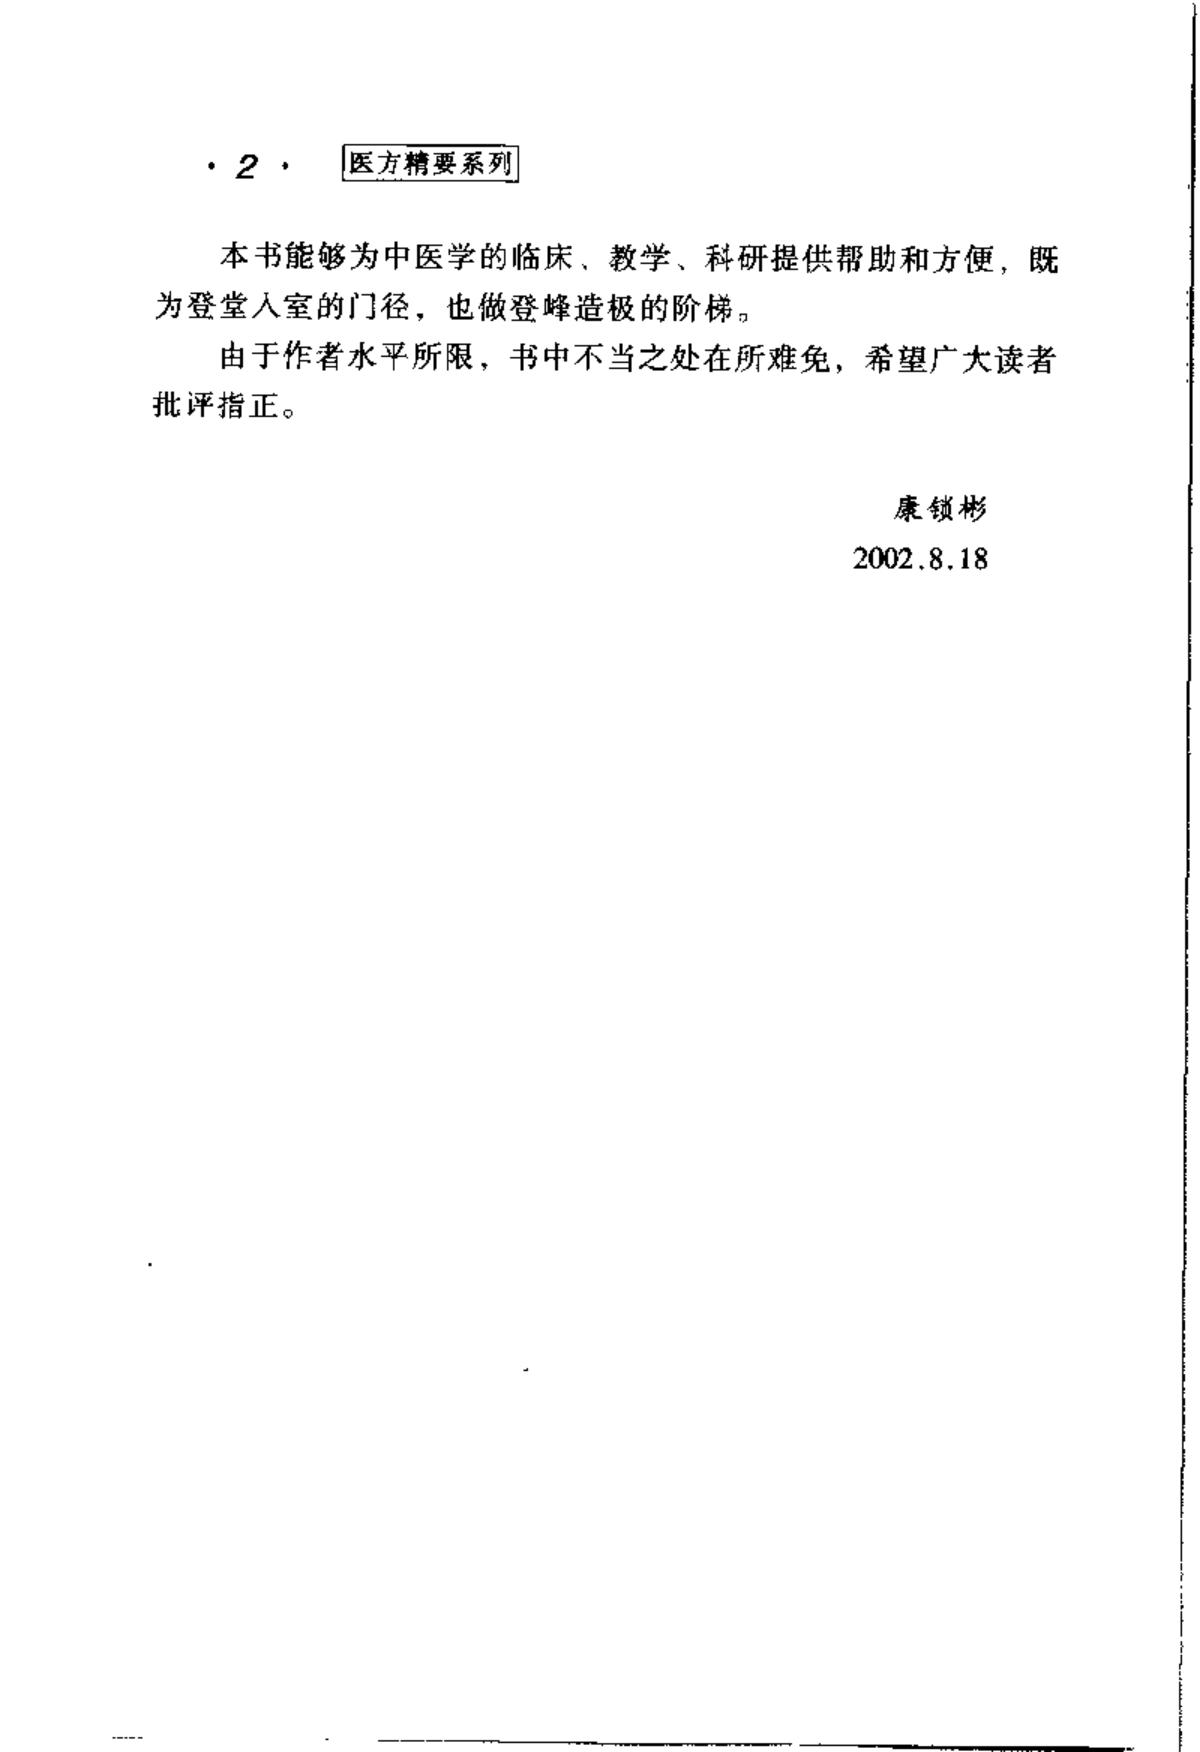 · 2 · 医方精要系列
本书能够为中医学的临床、教学、科研提供帮助和方便，既
为登堂入室的门径，也做登峰造极的阶梯。
由于作者水平所限，书中不当之处在所难免，希望广大读者
批评指正。
康锁彬
2002.8.18